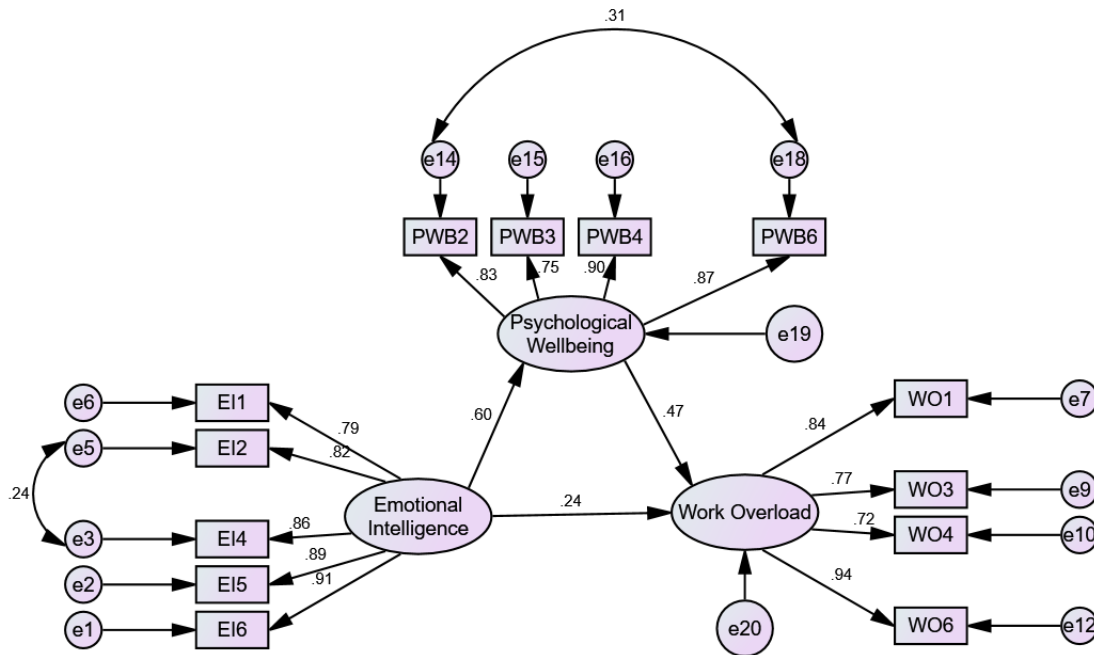 .31
e14 e15 e16 e18
PWB2 PWB3 PWB4 PWB6
.83 .75 .90 .87
Psychological
Wellbeing
e19
e6 EI1 .79
e5 EI2 .82
.24
e3 EI4 .86
e2 EI5 .89
e1 EI6 .91
Emotional
Intelligence
.60
.47
.24
Work Overload
e20
.84 WO1 e7
.77 WO3 e9
.72 WO4 e10
.94 WO6 e12